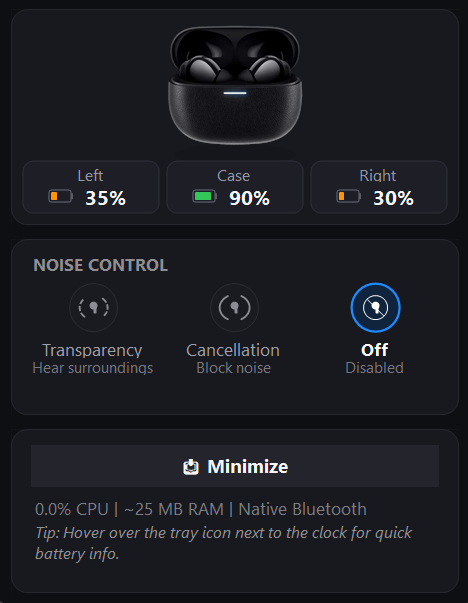 Left
Case
Right
35%
90%
30%
NOISE CONTROL
Transparency
Cancellation
Off
Hear surroundings
Block noise
Disabled
Minimize
0.0% CPU | ~25 MB RAM | Native Bluetooth
Tip: Hover over the tray icon next to the clock for quick
battery info.